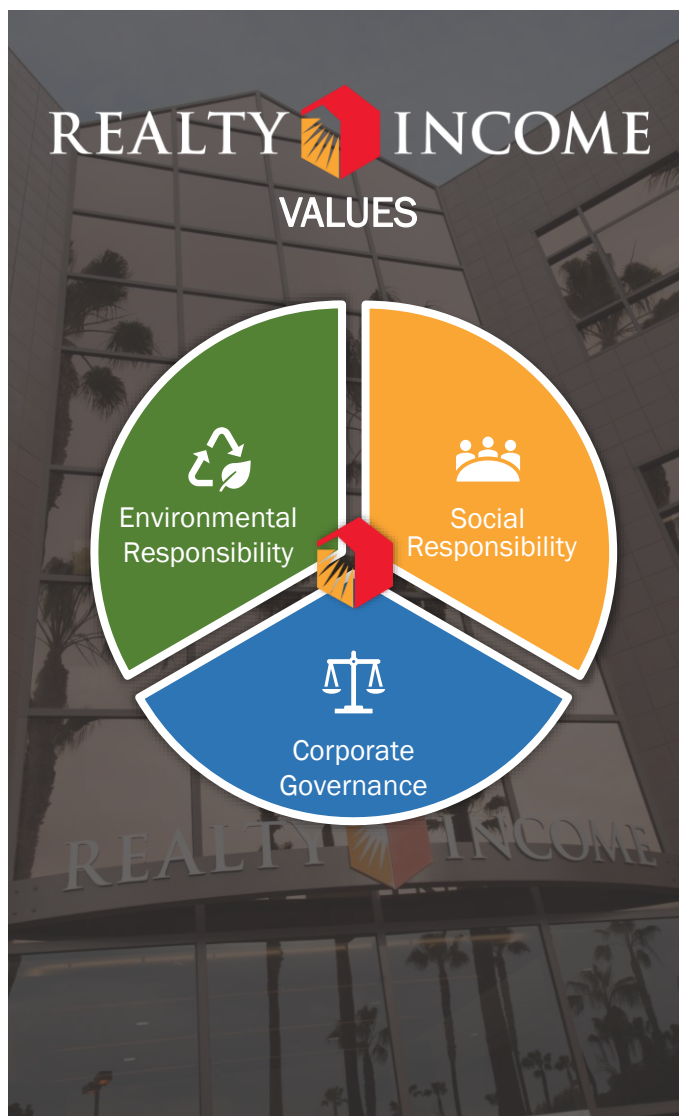 REALTY INCOME
VALUES
Environmental
Responsibility
Social
Responsibility
Corporate
Governance
REALTY INCOME